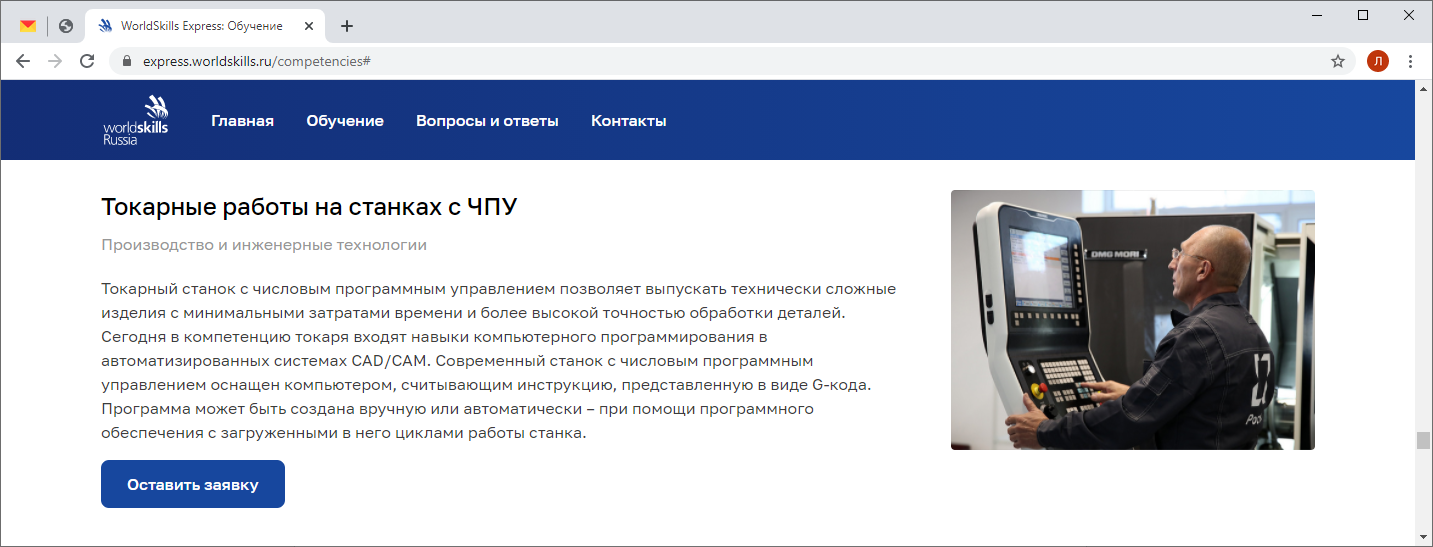 WorldSkills Express: Обучение
express.worldskills.ru/competencies#
Л
worldskills
Russia
Главная
Обучение
Вопросы и ответы
Контакты
Токарные работы на станках с ЧПУ
Производство и инженерные технологии
Токарный станок с числовым программным управлением позволяет выпускать технически сложные
изделия с минимальными затратами времени и более высокой точностью обработки деталей.
Сегодня в компетенцию токаря входят навыки компьютерного программирования в
автоматизированных системах CAD/CAM. Современный станок с числовым программным
управлением оснащен компьютером, считывающим инструкцию, представленную в виде G-кода.
Программа может быть создана вручную или автоматически – при помощи программного
обеспечения с загруженными в него циклами работы станка.
Оставить заявку
DMG MORI